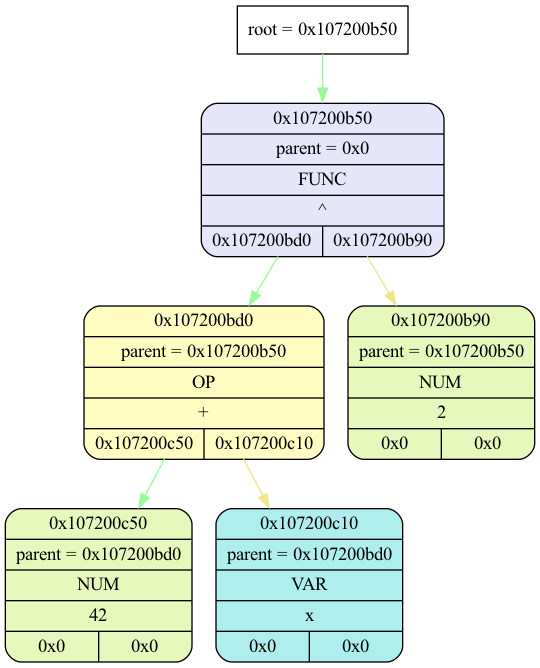 root = 0x107200b50
0x107200b50
parent = 0x0
FUNC
^
0x107200bd0 0x107200b90
0x107200bd0
parent = 0x107200b50
OP
+
0x107200c50 0x107200c10
0x107200b90
parent = 0x107200b50
NUM
2
0x0 0x0
0x107200c50
parent = 0x107200bd0
NUM
42
0x0 0x0
0x107200c10
parent = 0x107200bd0
VAR
x
0x0 0x0